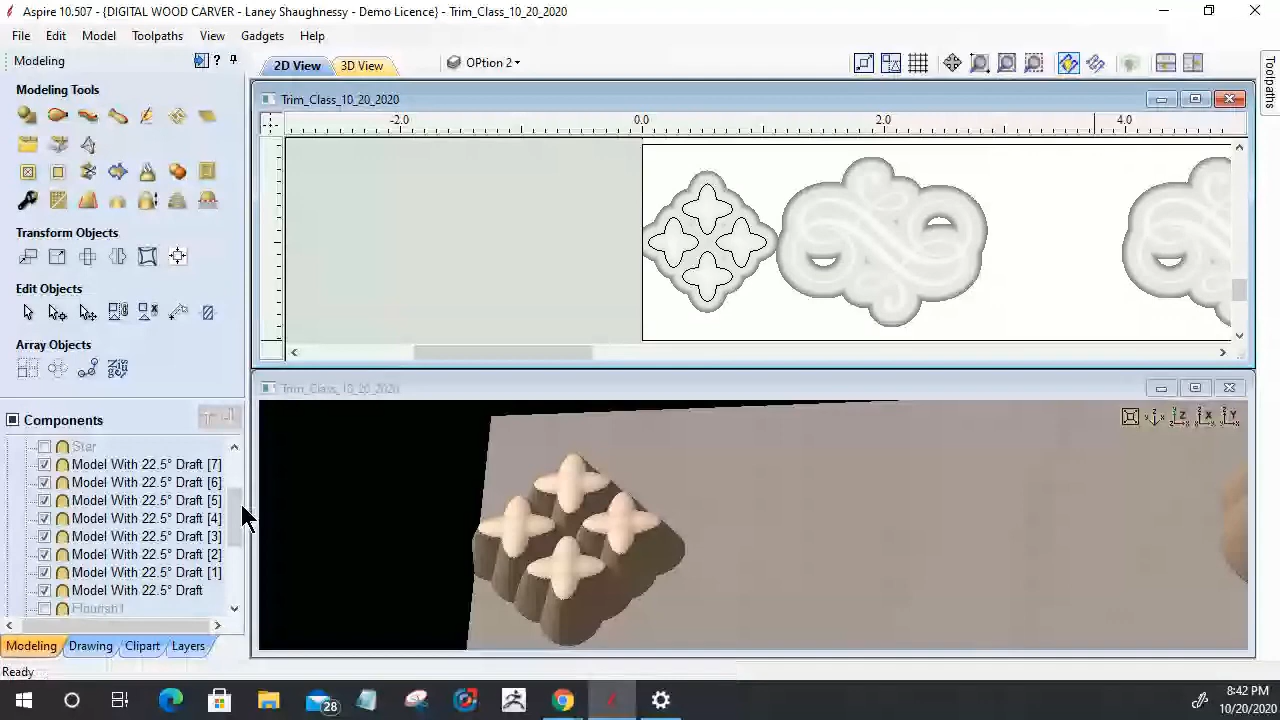 Aspire 10.507 - {DIGITAL WOOD CARVER - Laney Shaughnessy - Demo Licence} - Trim_Class_10_20_2020
File Edit Model Toolpaths View Gadgets Help
Modeling
2D View
3D View
OPtion 2
Toolpaths
Modeling Tools
Trim_Class_10_20_2020
-2.0 0.0 2.0 4.0
Transform Objects
Edit Objects
Array Objects
Trim_Class_10_20_2020
Components
Star
Model With 22.5° Draft [7]
Model With 22.5° Draft [6]
Model With 22.5° Draft [5]
Model With 22.5° Draft [4]
Model With 22.5° Draft [3]
Model With 22.5° Draft [2]
Model With 22.5° Draft [1]
Model With 22.5° Draft
Flourish1
Z X Y
Modeling Drawing Clipart Layers
Ready
28
8:42 PM
10/20/2020